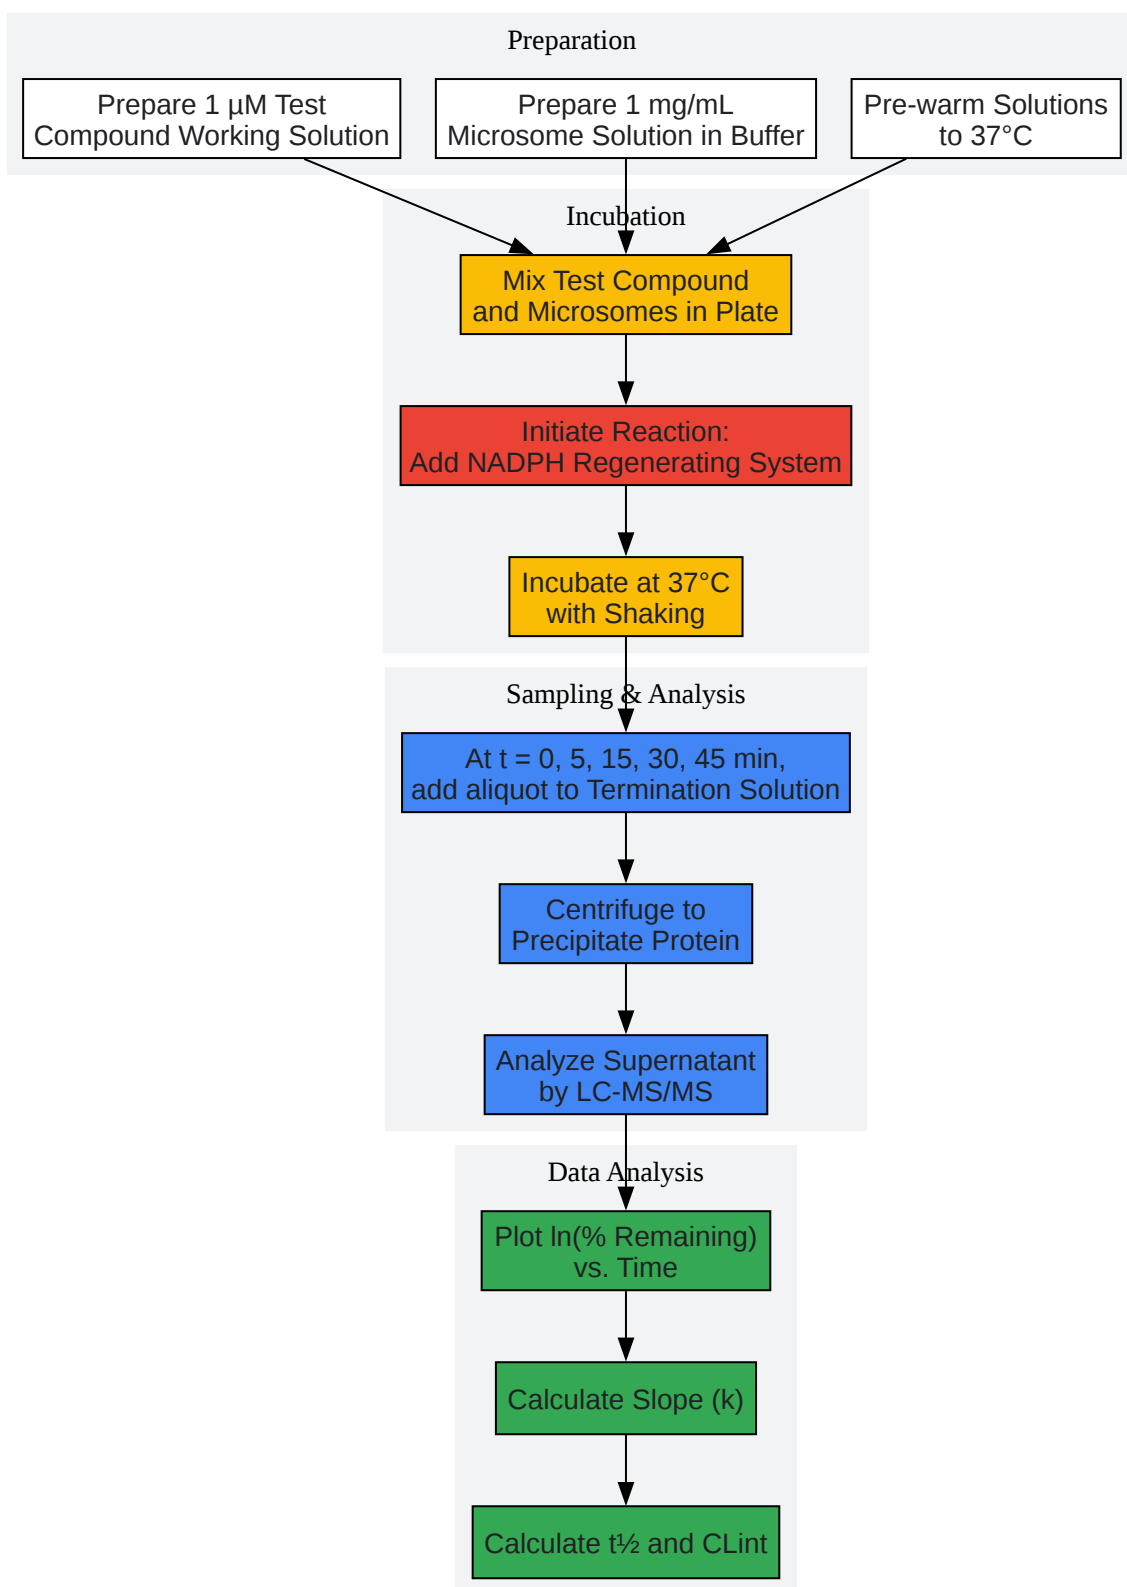 Preparation
Prepare 1 µM Test
Compound Working Solution
Prepare 1 mg/mL
Microsome Solution in Buffer
Pre-warm Solutions
to 37°C
Incubation
Mix Test Compound
and Microsomes in Plate
Initiate Reaction:
Add NADPH Regenerating System
Incubate at 37°C
with Shaking
Sampling & Analysis
At t = 0, 5, 15, 30, 45 min,
add aliquot to Termination Solution
Centrifuge to
Precipitate Protein
Analyze Supernatant
by LC-MS/MS
Data Analysis
Plot ln(% Remaining)
vs. Time
Calculate Slope (k)
Calculate t½ and CLint